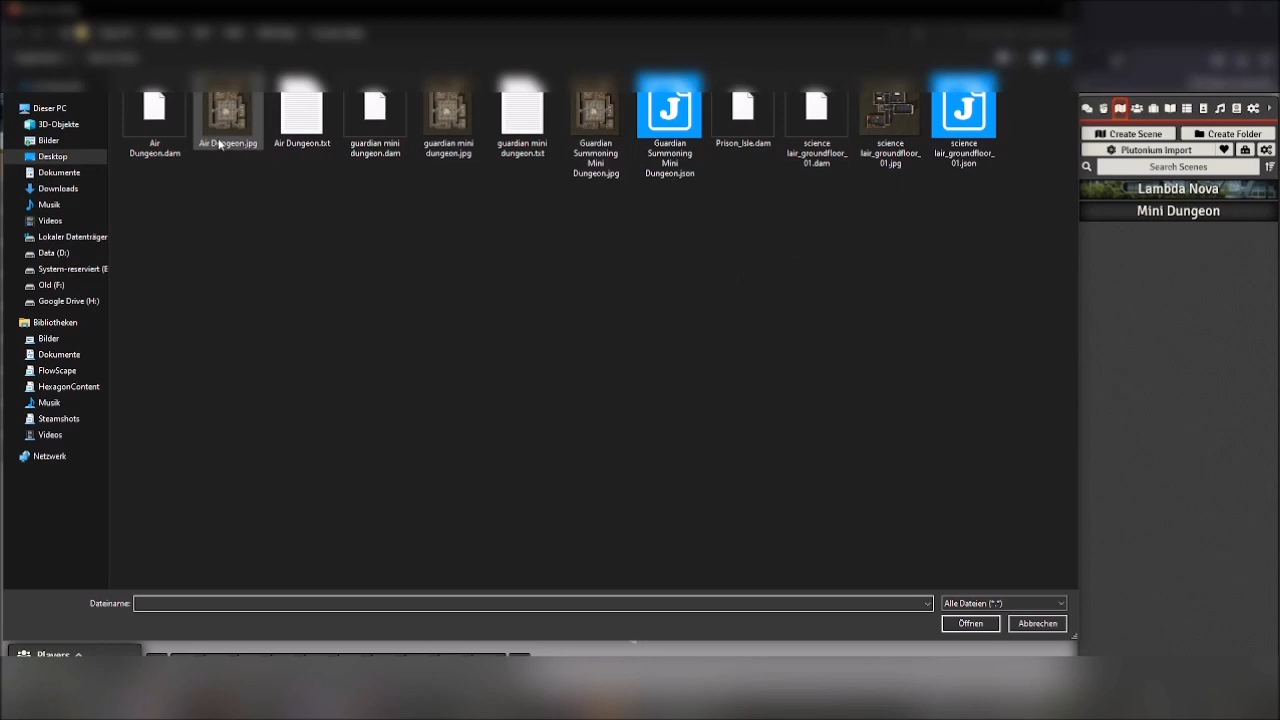 Dieser PC
3D-Objekte
Bilder
Desktop
Dokumente
Downloads
Musik
Videos
Lokaler Datenträger
Data (D:)
System-reserviert (E
Old (F:)
Google Drive (H:)
Bibliotheken
Bilder
Dokumente
FlowScape
HexagonContent
Musik
Steamshots
Videos
Netzwerk
Air
Dungeon.dam
Air Dungeon.jpg
Air Dungeon.txt
guardian mini
dungeon.dam
guardian mini
dungeon.jpg
guardian mini
dungeon.txt
Guardian
Summoning
Mini
Dungeon.jpg
Guardian
Summoning
Mini
Dungeon.json
Prison_Isle.dam
science
lair_groundfloor_
01.dam
science
lair_groundfloor_
01.jpg
science
lair_groundfloor_
01.json
Dateiname:
Alle Dateien (*.*)
Öffnen
Abbrechen
Create Scene
Create Folder
Plutonium Import
Search Scenes
Lambda Nova
Mini Dungeon
Players